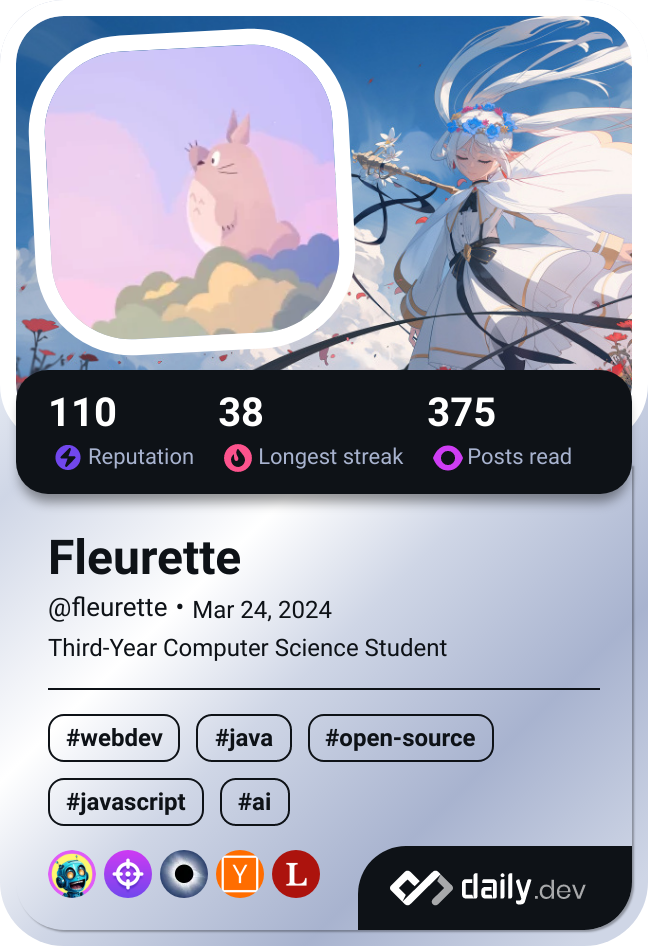 110 38 375
Reputation Longest streak Posts read
Fleurette
@fleurette • Mar 24, 2024
Third-Year Computer Science Student
#webdev #java #open-source
#javascript #ai
Y L
daily.dev